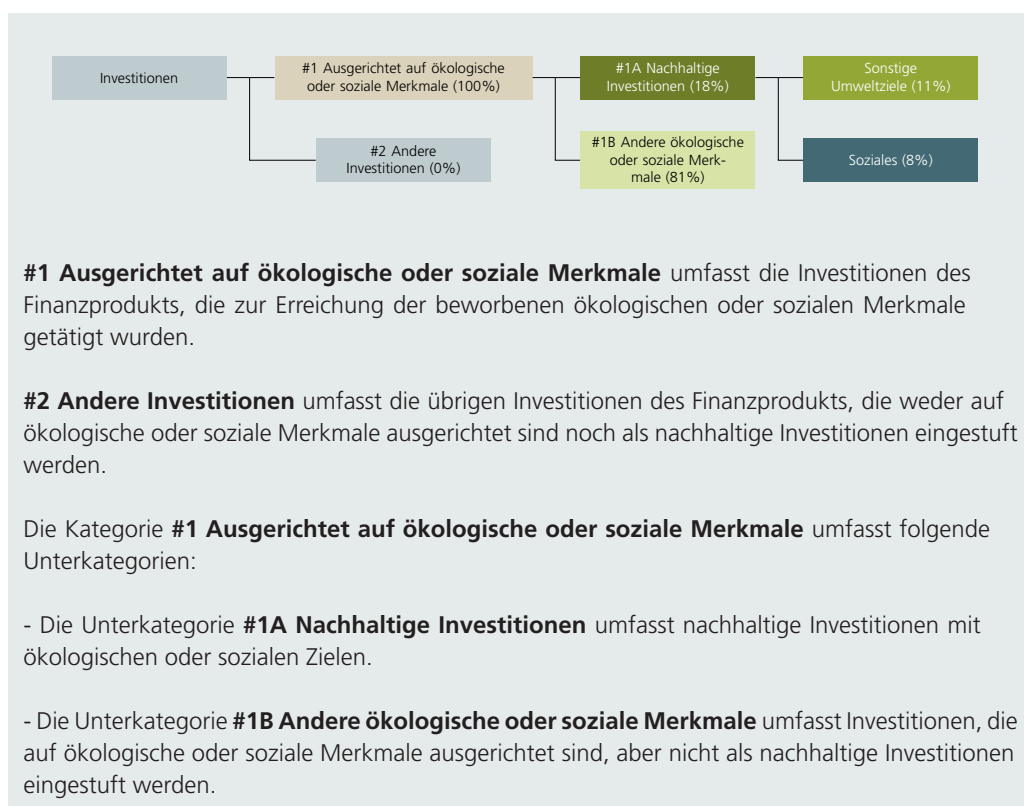 Investitionen
#1 Ausgerichtet auf ökologische
oder soziale Merkmale (100%)
#1A Nachhaltige
Investitionen (18%)
Sonstige
Umweltziele (11%)
#2 Andere
Investitionen (0%)
#1B Andere ökologische
oder soziale Merk-
male (81%)
Soziales (8%)
#1 Ausgerichtet auf ökologische oder soziale Merkmale umfasst die Investitionen des
Finanzprodukts, die zur Erreichung der beworbenen ökologischen oder sozialen Merkmale
getätigt wurden.
#2 Andere Investitionen umfasst die übrigen Investitionen des Finanzprodukts, die weder auf
ökologische oder soziale Merkmale ausgerichtet sind noch als nachhaltige Investitionen eingestuft
werden.
Die Kategorie #1 Ausgerichtet auf ökologische oder soziale Merkmale umfasst folgende
Unterkategorien:
- Die Unterkategorie #1A Nachhaltige Investitionen umfasst nachhaltige Investitionen mit
ökologischen oder sozialen Zielen.
- Die Unterkategorie #1B Andere ökologische oder soziale Merkmale umfasst Investitionen, die
auf ökologische oder soziale Merkmale ausgerichtet sind, aber nicht als nachhaltige Investitionen
eingestuft werden.